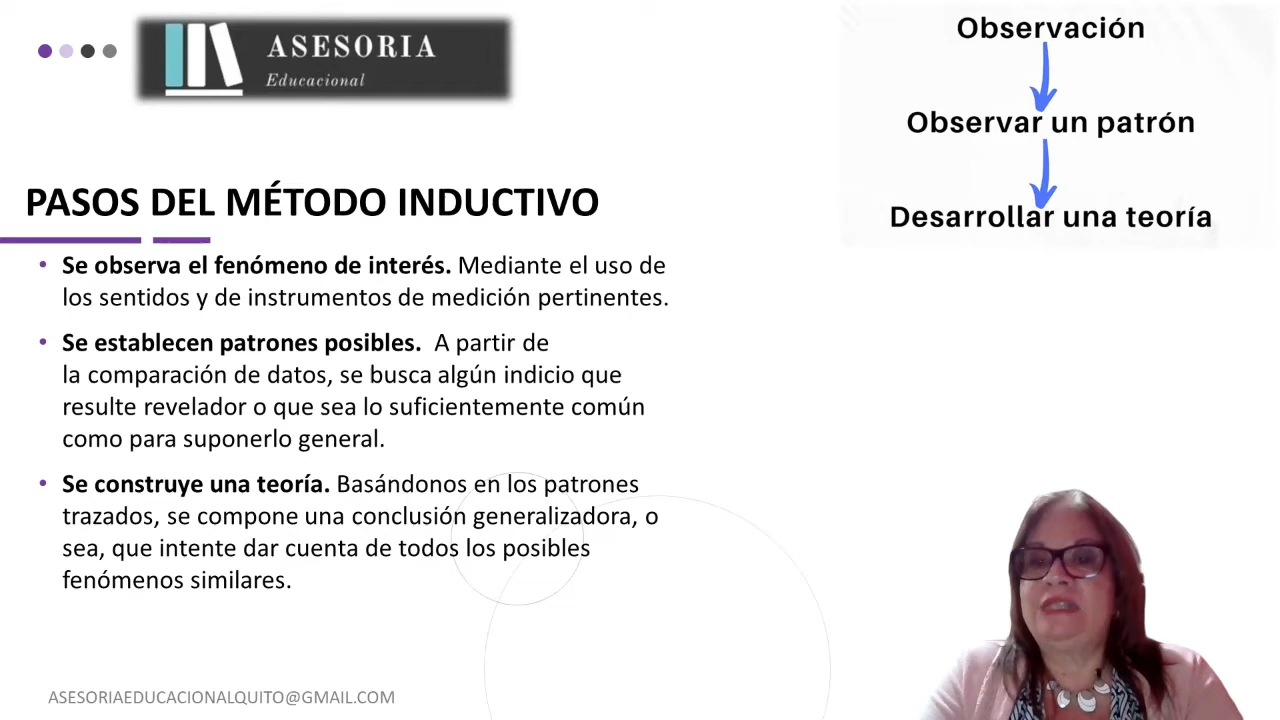 ASESORIA
Educacional
Observación
Observar un patrón
Desarrollar una teoría
PASOS DEL MÉTODO INDUCTIVO
• Se observa el fenómeno de interés. Mediante el uso de
los sentidos y de instrumentos de medición pertinentes.
• Se establecen patrones posibles. A partir de
la comparación de datos, se busca algún indicio que
resulte revelador o que sea lo suficientemente común
como para suponerlo general.
• Se construye una teoría. Basándonos en los patrones
trazados, se compone una conclusión generalizadora, o
sea, que intente dar cuenta de todos los posibles
fenómenos similares.
ASESORIAEDUCACIONALQUITO@GMAIL.COM